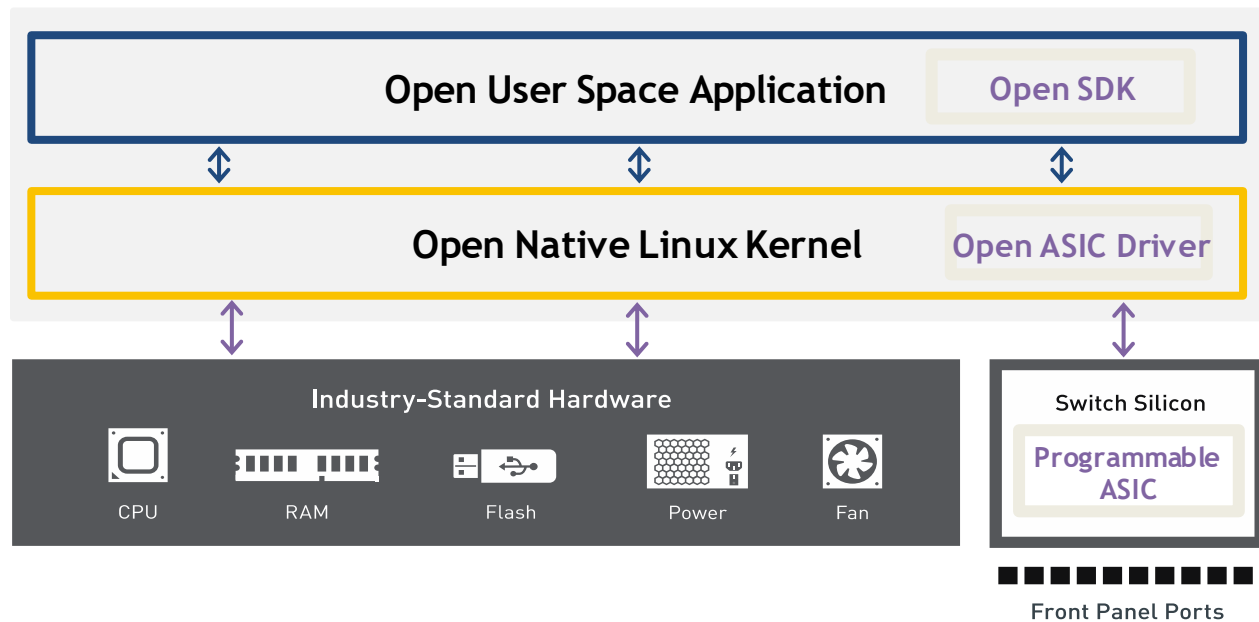 Open User Space Application
Open SDK
Open Native Linux Kernel
Open ASIC Driver
Industry-Standard Hardware
CPU
RAM
Flash
Power
Fan
Switch Silicon
Programmable
ASIC
Front Panel Ports